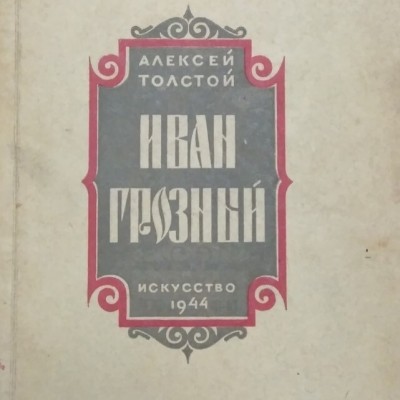 АЛЕКСЕЙ
ТОЛСТОЙ
ИВАН
ГРОЗНЫЙ
ИСКУССТВО
1944